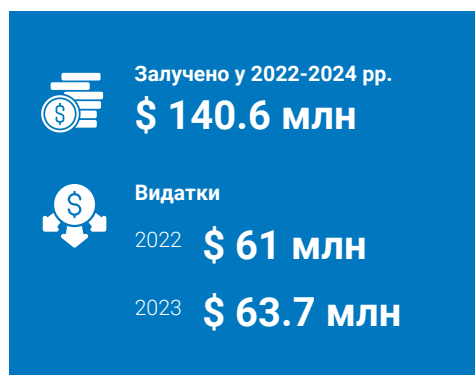 Залучено у 2022-2024 рр.
$ 140.6 млн
Видатки
2022 $ 61 млн
2023 $ 63.7 млн